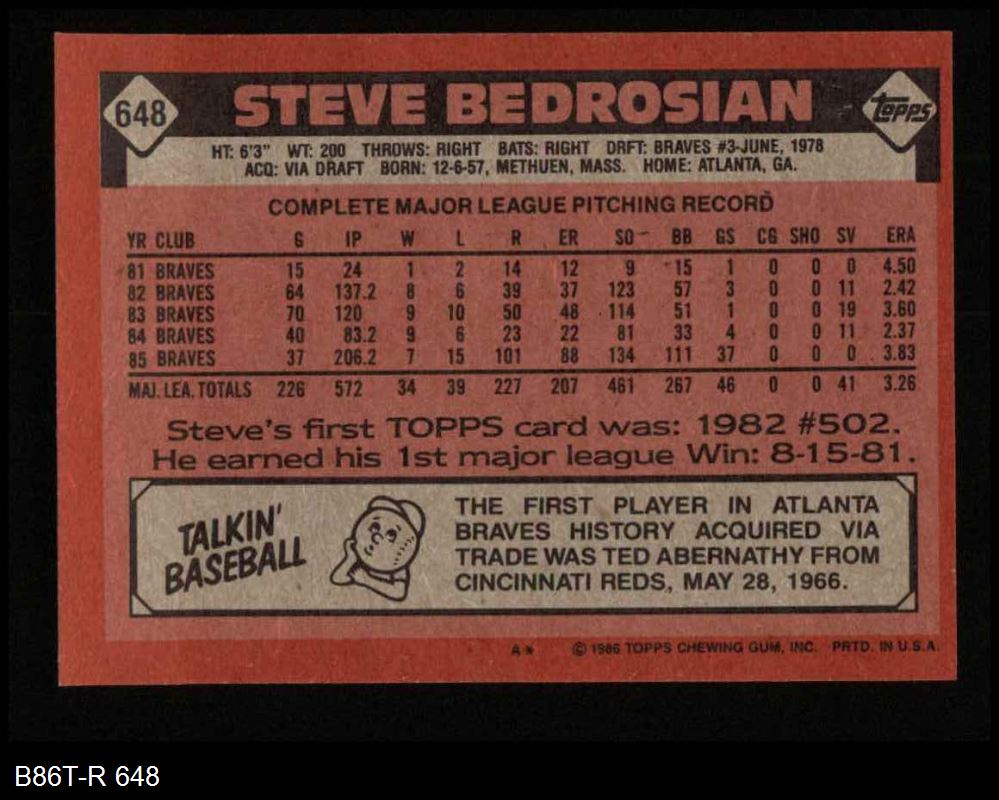 648 STEVE BEDROSIAN Topps
HT: 6'3" WT: 200 THROWS: RIGHT BATS: RIGHT DRFT: BRAVES #3-JUNE, 1978
ACQ: VIA DRAFT BORN: 12-6-57, METHUEN, MASS. HOME: ATLANTA, GA.
COMPLETE MAJOR LEAGUE PITCHING RECORD
YR CLUB G IP W L R ER SO BB GS CG SHO SV ERA
81 BRAVES 15 24 1 2 14 12 9 15 1 0 0 0 4.50
82 BRAVES 64 137.2 8 6 39 37 123 57 3 0 0 11 2.42
83 BRAVES 70 120 9 10 50 48 114 51 1 0 0 19 3.60
84 BRAVES 40 83.2 9 6 23 22 81 33 4 0 0 11 2.37
85 BRAVES 37 206.2 7 15 101 88 134 111 37 0 0 0 3.83
MAJ. LEA. TOTALS 226 572 34 39 227 207 461 267 46 0 0 41 3.26
Steve's first TOPPS card was: 1982 #502.
He earned his 1st major league Win: 8-15-81.
TALKIN'
BASEBALL
THE FIRST PLAYER IN ATLANTA
BRAVES HISTORY ACQUIRED VIA
TRADE WAS TED ABERNATHY FROM
CINCINNATI REDS, MAY 28, 1966.
A* © 1986 TOPPS CHEWING GUM, INC. PRTD. IN U.S.A.
B86T-R 648